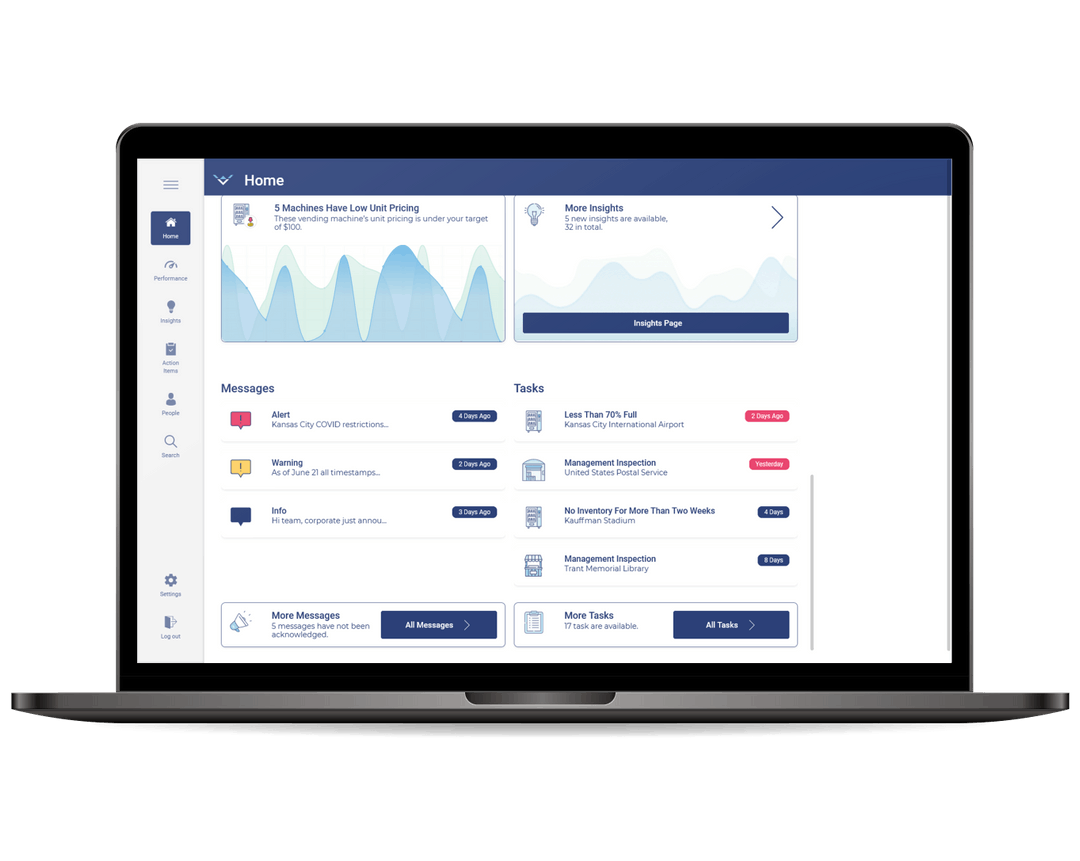 Home
Home
Performance
Insights
Action
Items
People
Search
Settings
Log out
5 Machines Have Low Unit Pricing
These vending machine's unit pricing is under your target
of $100.
More Insights
5 new insights are available,
32 in total.
Insights Page
Messages
Alert
Kansas City COVID restrictions...
4 Days Ago
Warning
As of June 21 all timestamps...
2 Days Ago
Info
Hi team, corporate just annou...
3 Days Ago
More Messages
5 messages have not been
acknowledged.
All Messages
Tasks
Less Than 70% Full
Kansas City International Airport
2 Days Ago
Management Inspection
United States Postal Service
Yesterday
No Inventory For More Than Two Weeks
Kauffman Stadium
4 Days
Management Inspection
Trant Memorial Library
8 Days
More Tasks
17 task are available.
All Tasks